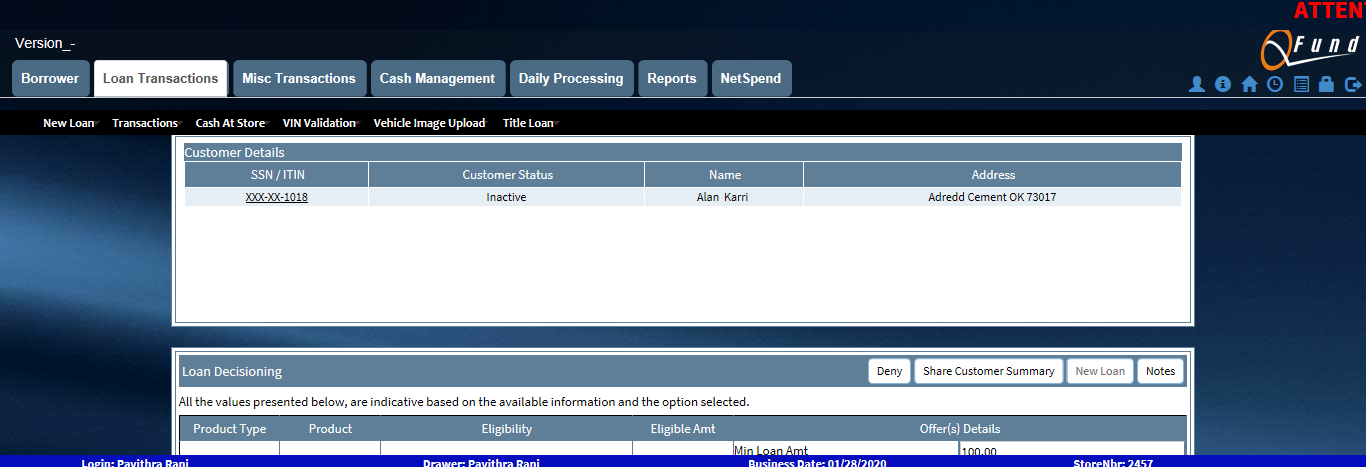 ATTEN
Version_-
QFund
Borrower Loan Transactions Misc Transactions Cash Management Daily Processing Reports NetSpend
New Loan Transactions Cash At Store VIN Validation Vehicle Image Upload Title Loan
Customer Details
SSN / ITIN Customer Status Name Address
XXX-XX-1018 Inactive Alan Karri Adredd Cement OK 73017
Loan Decisioning Deny Share Customer Summary New Loan Notes
All the values presented below, are indicative based on the available information and the option selected.
Product Type Product Eligibility Eligible Amt Offer(s) Details
Min Loan Amt 100.00
Login: Pavithra Rani Drawer: Pavithra Rani Business Date: 01/28/2020 StoreNbr: 2457